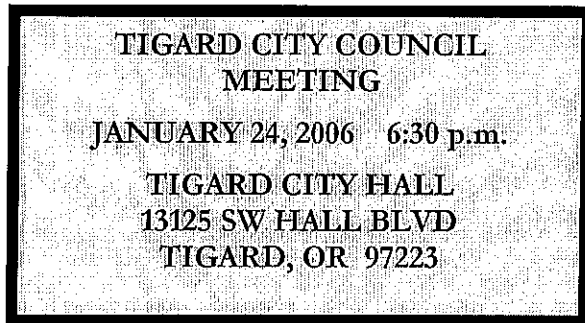 TIGARD CITY COUNCIL
MEETING
JANUARY 24, 2006 6:30 p.m.
TIGARD CITY HALL
13125 SW HALL BLVD
TIGARD, OR 97223